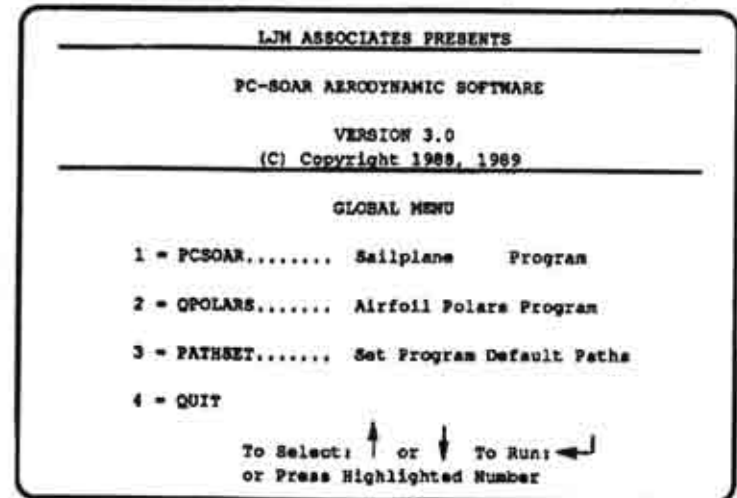 LJM ASSOCIATES PRESENTS
PC-SOAR AERODYNAMIC SOFTWARE
VERSION 3.0
(C) Copyright 1988, 1989
GLOBAL MENU
1 = PCSOAR........ Sailplane Program
2 = QPOLARS....... Airfoil Polars Program
3 = PATHSET....... Set Program Default Paths
4 = QUIT
To Select: ↑ or ↓ To Run: ↵
or Press Highlighted Number